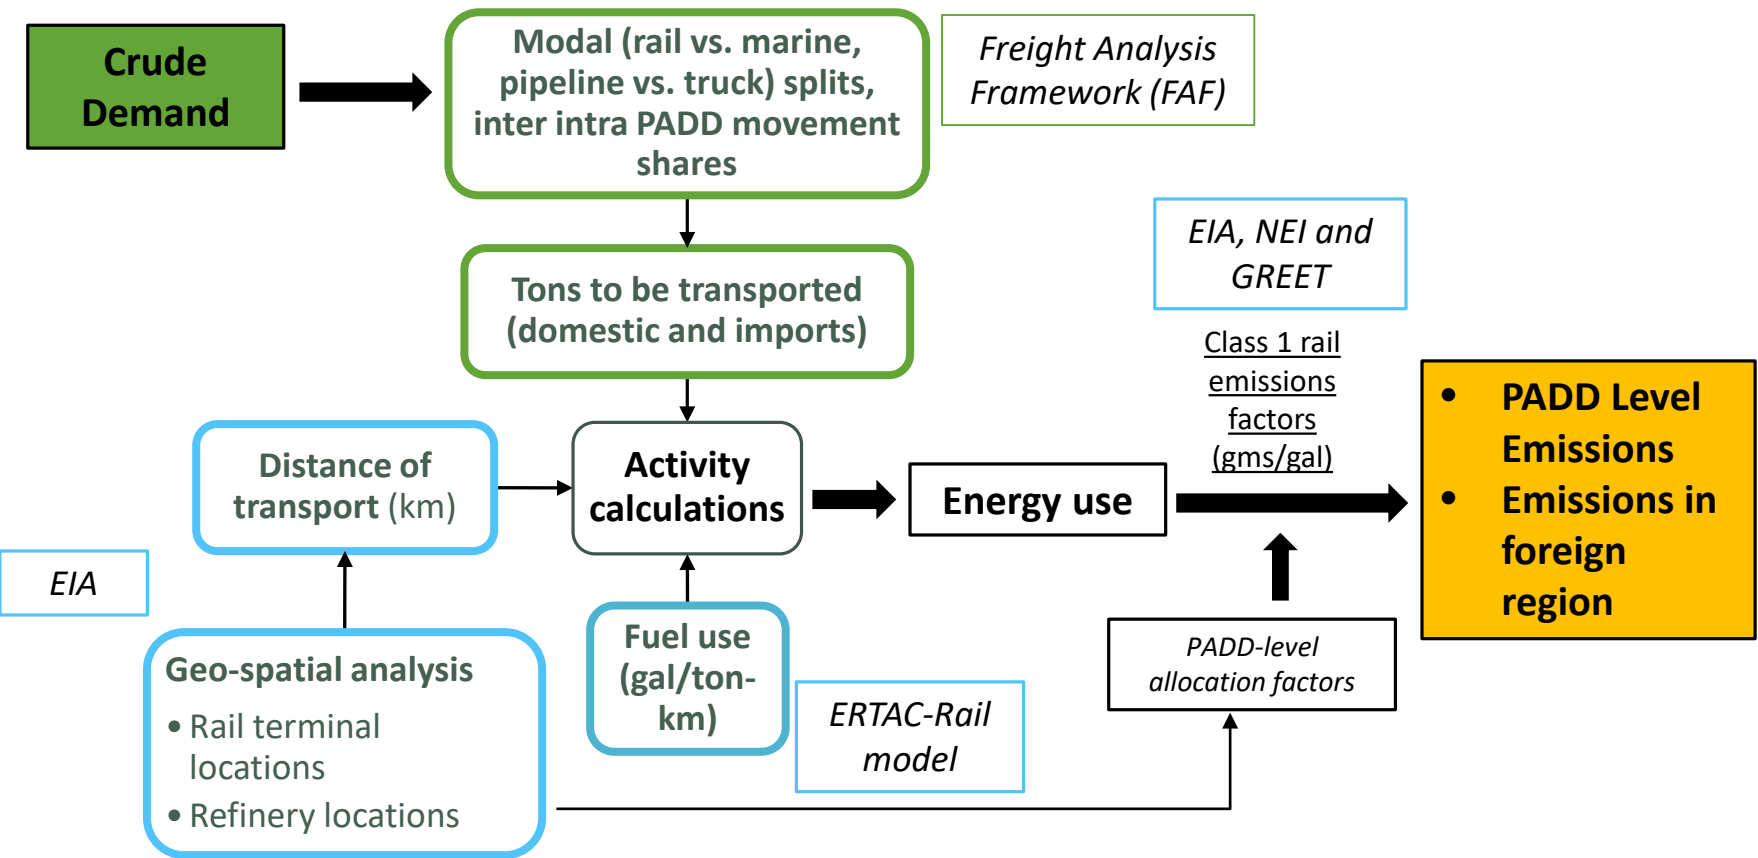 Crude
Demand
Modal (rail vs. marine,
pipeline vs. truck) splits,
inter intra PADD movement
shares
Freight Analysis
Framework (FAF)
Tons to be transported
(domestic and imports)
EIA, NEI and
GREET
Class 1 rail
emissions
factors
(gms/gal)
Distance of
transport (km)
Activity
calculations
Energy use
• PADD Level
Emissions
• Emissions in
foreign
region
EIA
Geo-spatial analysis
• Rail terminal
locations
• Refinery locations
Fuel use
(gal/ton-
km)
ERTAC-Rail
model
PADD-level
allocation factors